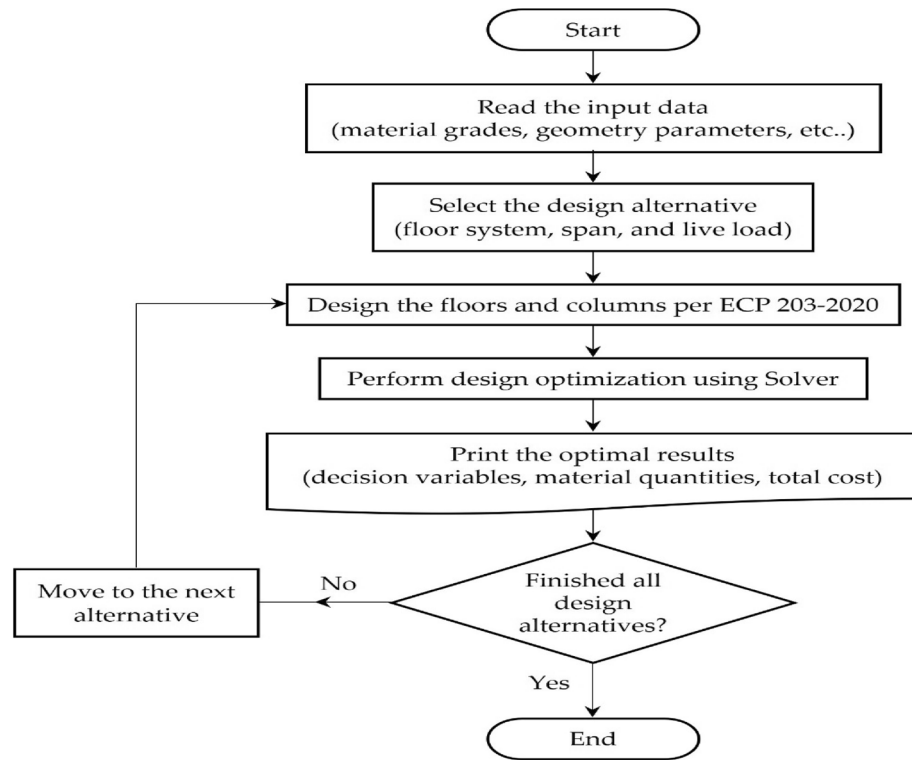 Start
Read the input data
(material grades, geometry parameters, etc..)
Select the design alternative
(floor system, span, and live load)
Design the floors and columns per ECP 203-2020
Perform design optimization using Solver
Print the optimal results
(decision variables, material quantities, total cost)
Finished all
design
alternatives?
No
Move to the next
alternative
Yes
End